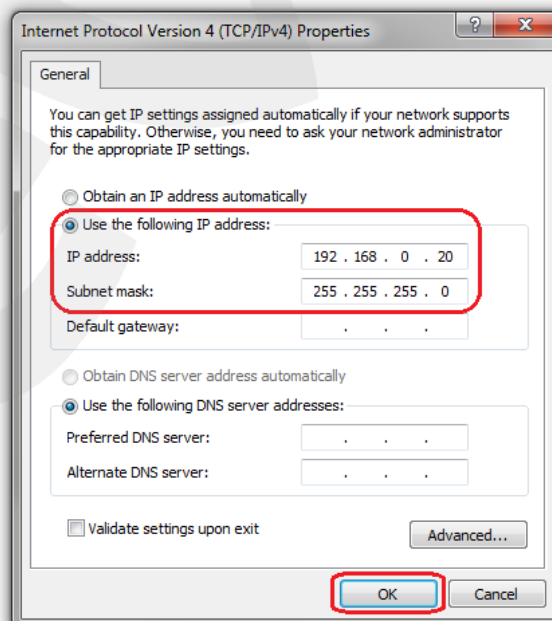 Internet Protocol Version 4 (TCP/IPv4) Properties
General
You can get IP settings assigned automatically if your network supports
this capability. Otherwise, you need to ask your network administrator
for the appropriate IP settings.
Obtain an IP address automatically
Use the following IP address:
IP address: 192 . 168 . 0 . 20
Subnet mask: 255 . 255 . 255 . 0
Default gateway: . . .
Obtain DNS server address automatically
Use the following DNS server addresses:
Preferred DNS server: . . .
Alternate DNS server: . . .
Validate settings upon exit
Advanced...
OK Cancel